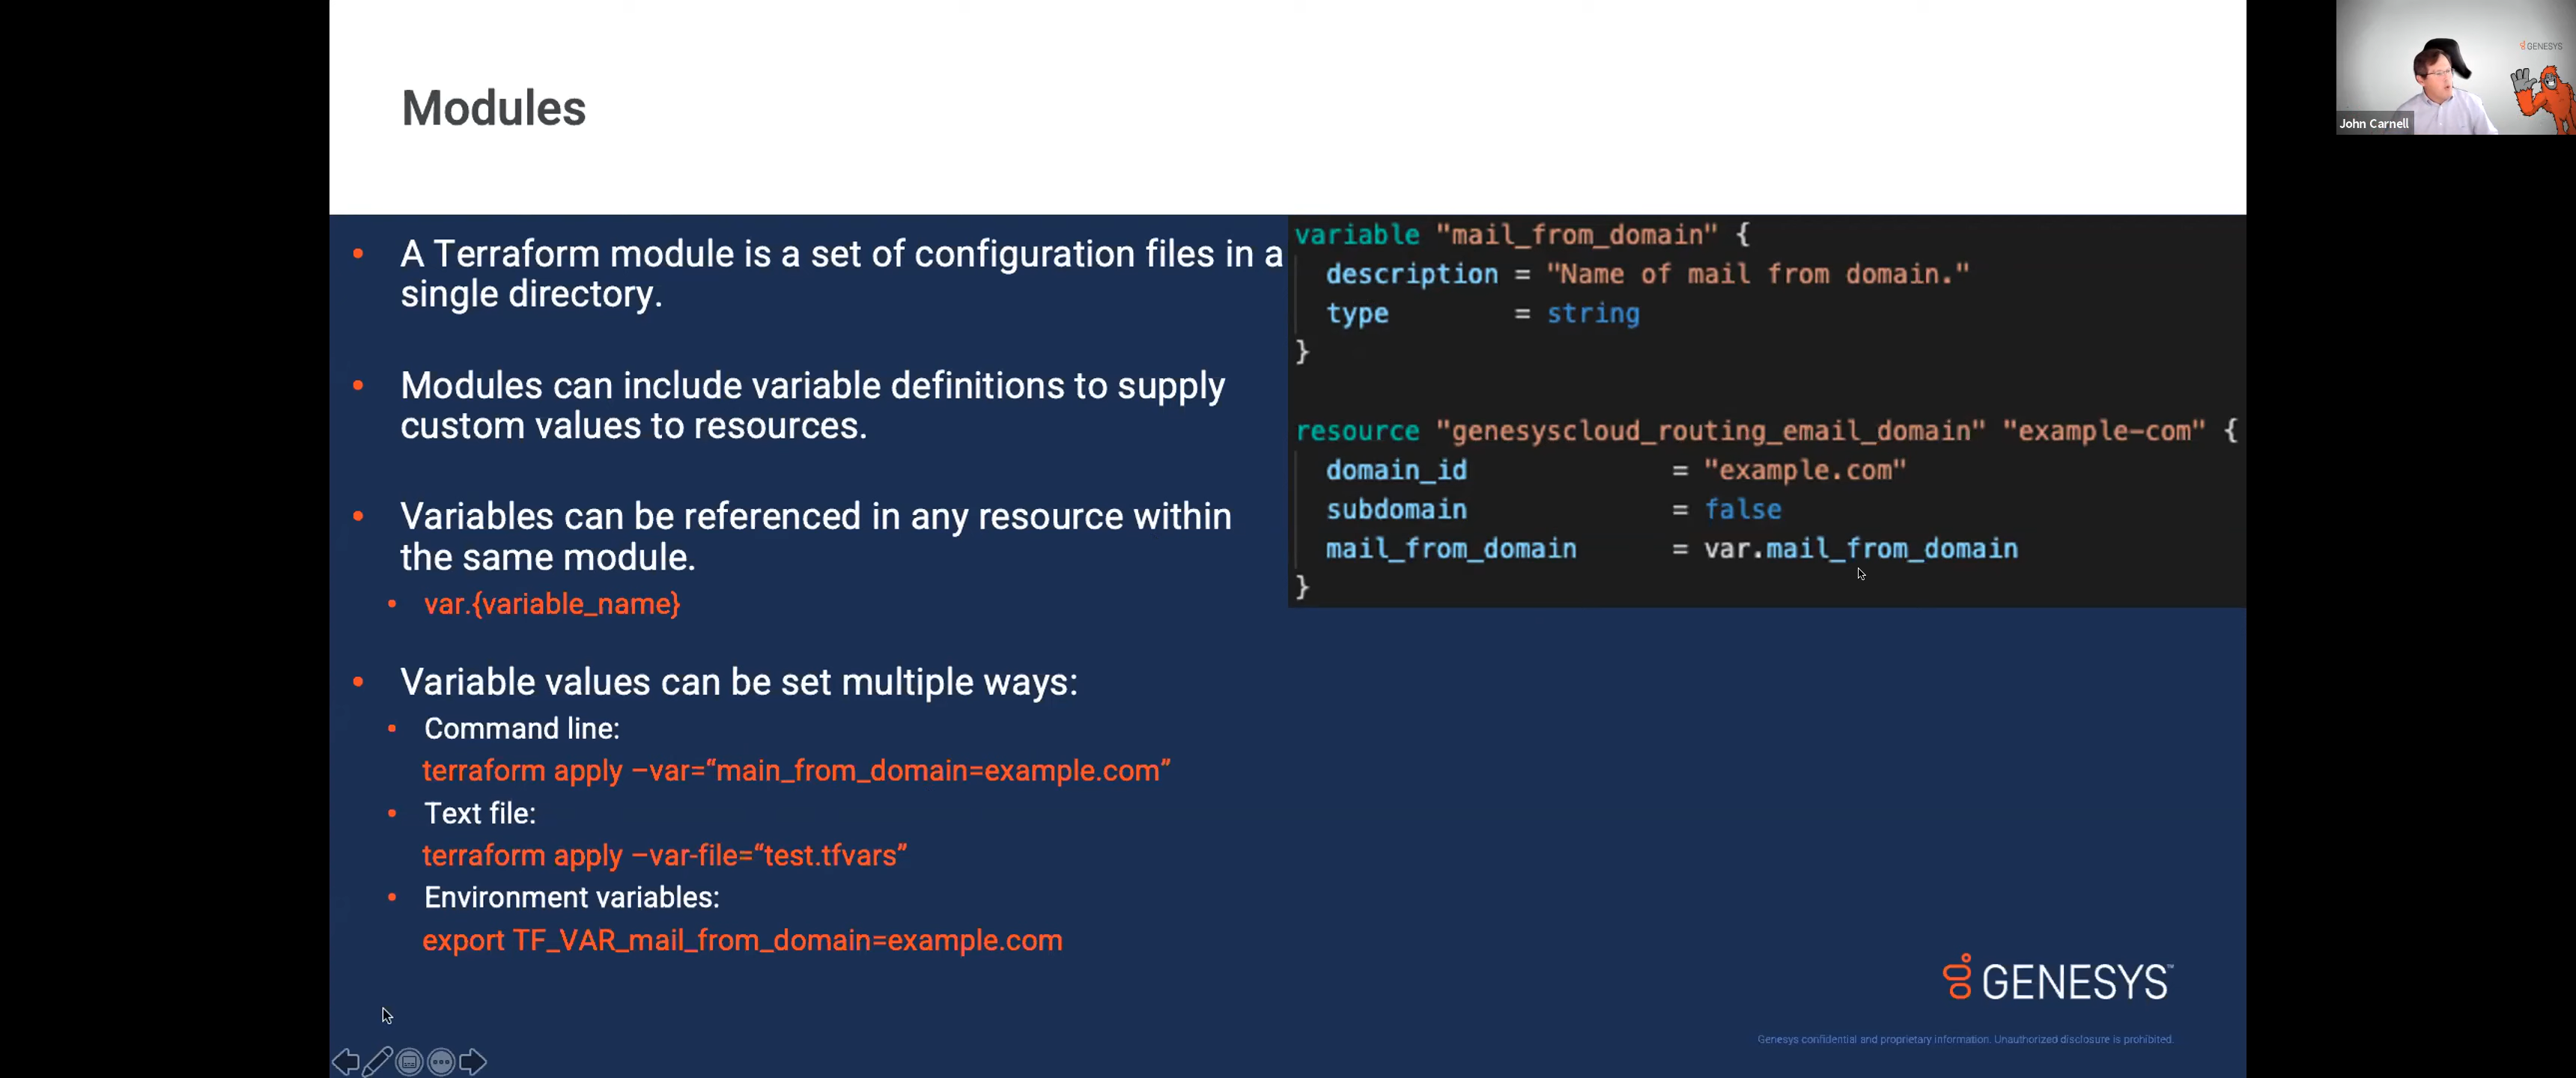 Modules
GENESYS
John Carnell
• A Terraform module is a set of configuration files in a
single directory.
• Modules can include variable definitions to supply
custom values to resources.
• Variables can be referenced in any resource within
the same module.
• var.{variable_name}
• Variable values can be set multiple ways:
• Command line:
terraform apply –var=“main_from_domain=example.com”
• Text file:
terraform apply –var-file=“test.tfvars”
• Environment variables:
export TF_VAR_mail_from_domain=example.com
variable "mail_from_domain" {
description = "Name of mail from domain."
type = string
}
resource "genesyscloud_routing_email_domain" "example-com" {
domain_id = "example.com"
subdomain = false
mail_from_domain = var.mail_from_domain
}
GENESYS™
Genesys confidential and proprietary information. Unauthorized disclosure is prohibited.